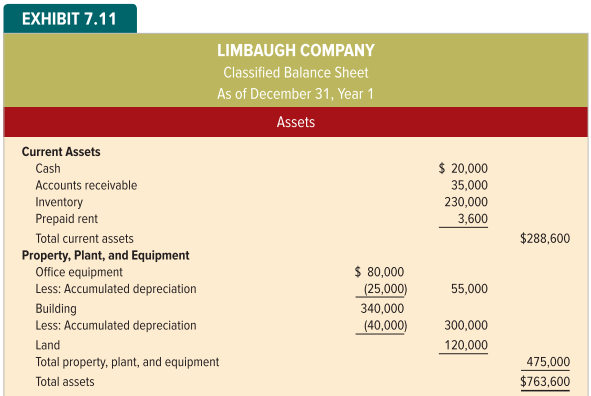 EXHIBIT 7.11
LIMBAUGH COMPANY
Classified Balance Sheet
As of December 31, Year 1
Assets
Current Assets
Cash $ 20,000
Accounts receivable 35,000
Inventory 230,000
Prepaid rent 3,600
Total current assets $288,600
Property, Plant, and Equipment
Office equipment $ 80,000
Less: Accumulated depreciation (25,000) 55,000
Building 340,000
Less: Accumulated depreciation (40,000) 300,000
Land 120,000
Total property, plant, and equipment 475,000
Total assets $763,600